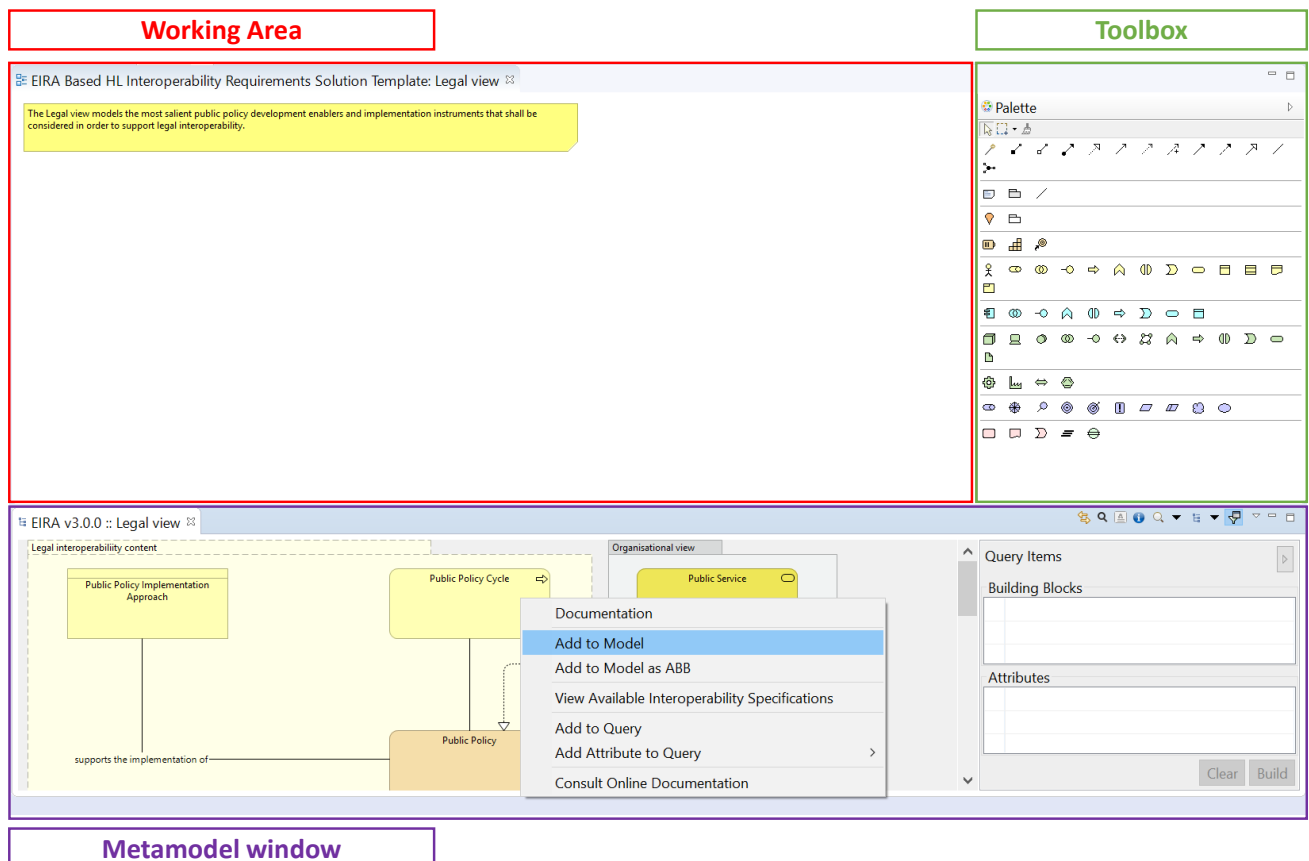 Working Area
Toolbox
EIRA Based HL Interoperability Requirements Solution Template: Legal view
The Legal view models the most salient public policy development enablers and implementation instruments that shall be
considered in order to support legal interoperability.
Palette
EIRA v3.0.0 :: Legal view
Legal interoperability content
Public Policy Implementation
Approach
Public Policy Cycle
Organisational view
Public Service
Documentation
Add to Model
Add to Model as ABB
View Available Interoperability Specifications
Add to Query
Add Attribute to Query
Consult Online Documentation
Public Policy
supports the implementation of
Query Items
Building Blocks
Attributes
Clear
Build
Metamodel window